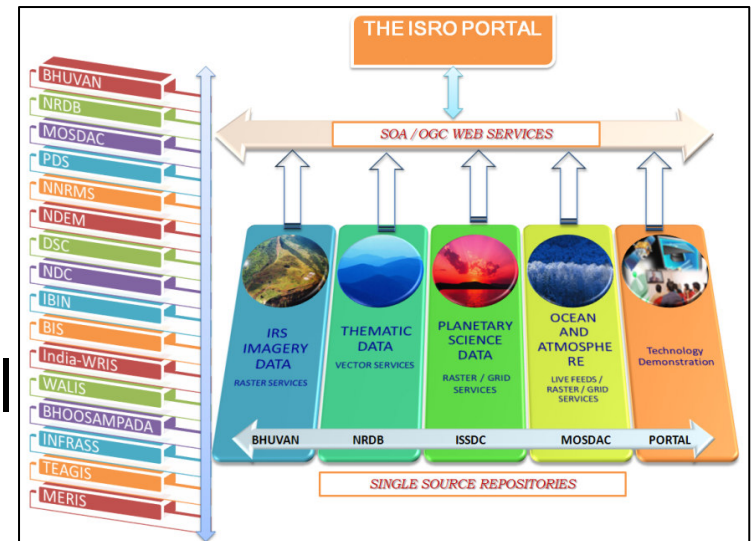 THE ISRO PORTAL
SOA / OGC WEB SERVICES
BHUVAN
NRDB
MOSDAC
PDS
NNRMS
NDEM
DSC
NDC
IBIN
BIS
India-WRIS
WALIS
BHOOSAMPADA
INFRASS
TEAGIS
MERIS
IRS
IMAGERY
DATA
RASTER SERVICES
THEMATIC
DATA
VECTOR SERVICES
PLANETARY
SCIENCE
DATA
RASTER / GRID
SERVICES
OCEAN
AND
ATMOSPHE
RE
LIVE FEEDS /
RASTER / GRID
SERVICES
Technology
Demonstration
BHUVAN NRDB ISSDC MOSDAC PORTAL
SINGLE SOURCE REPOSITORIES